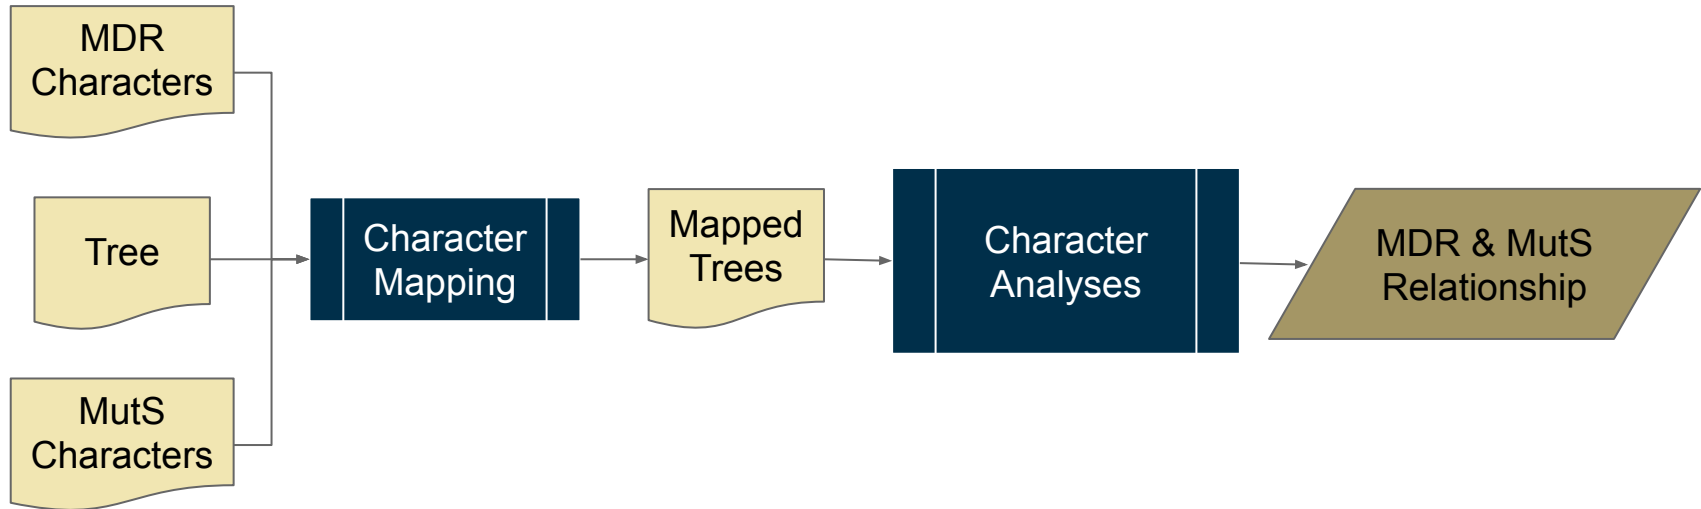 MDR
Characters
Tree
MutS
Characters
Character
Mapping
Mapped
Trees
Character
Analyses
MDR & MutS
Relationship